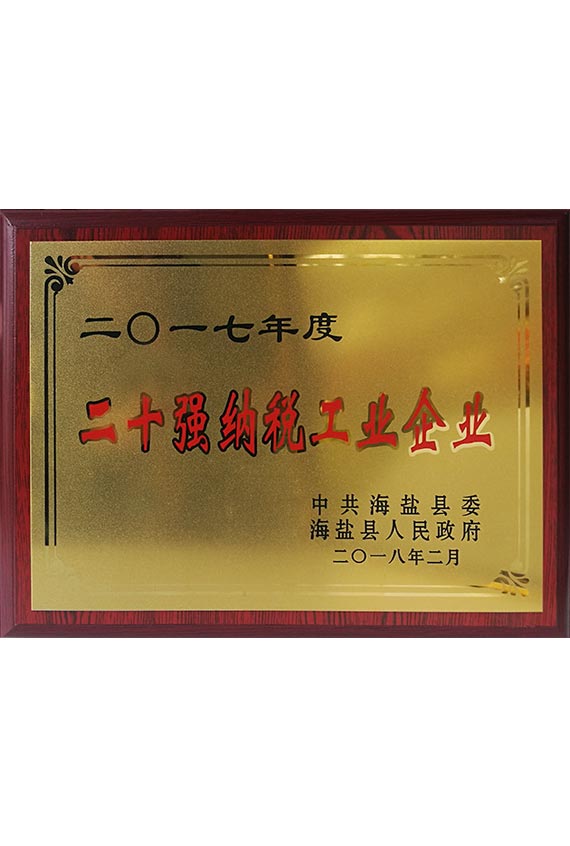 二〇一七年度
二十强纳税工业企业
中共海盐县委
海盐县人民政府
二〇一八年二月